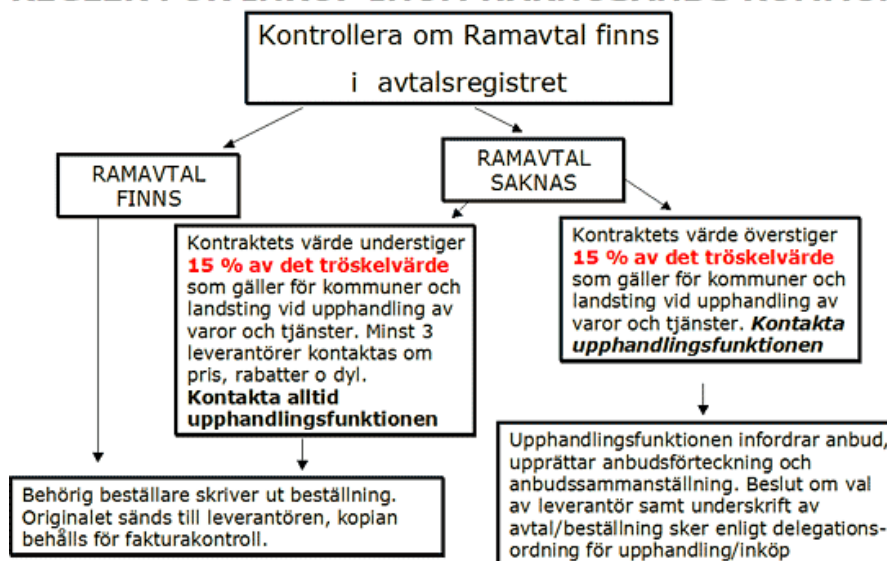 Kontrollera om Ramavtal finns
i avtalsregistret
RAMAVTAL
FINNS
RAMAVTAL
SAKNAS
Kontraktets värde understiger
15 % av det tröskelvärde
som gäller för kommuner och
landsting vid upphandling av
varor och tjänster. Minst 3
leverantörer kontaktas om
pris, rabatter o dyl.
Kontakta alltid
upphandlingsfunktionen
Kontraktets värde överstiger
15 % av det tröskelvärde
som gäller för kommuner och
landsting vid upphandling av
varor och tjänster. Kontakta
upphandlingsfunktionen
Behörig beställare skriver ut beställning.
Originalet sänds till leverantören, kopian
behålls för fakturakontroll.
Upphandlingsfunktionen infordrar anbud,
upprättar anbudsförteckning och
anbudssammanställning. Beslut om val
av leverantör samt underskrift av
avtal/beställning sker enligt delegations-
ordning för upphandling/inköp